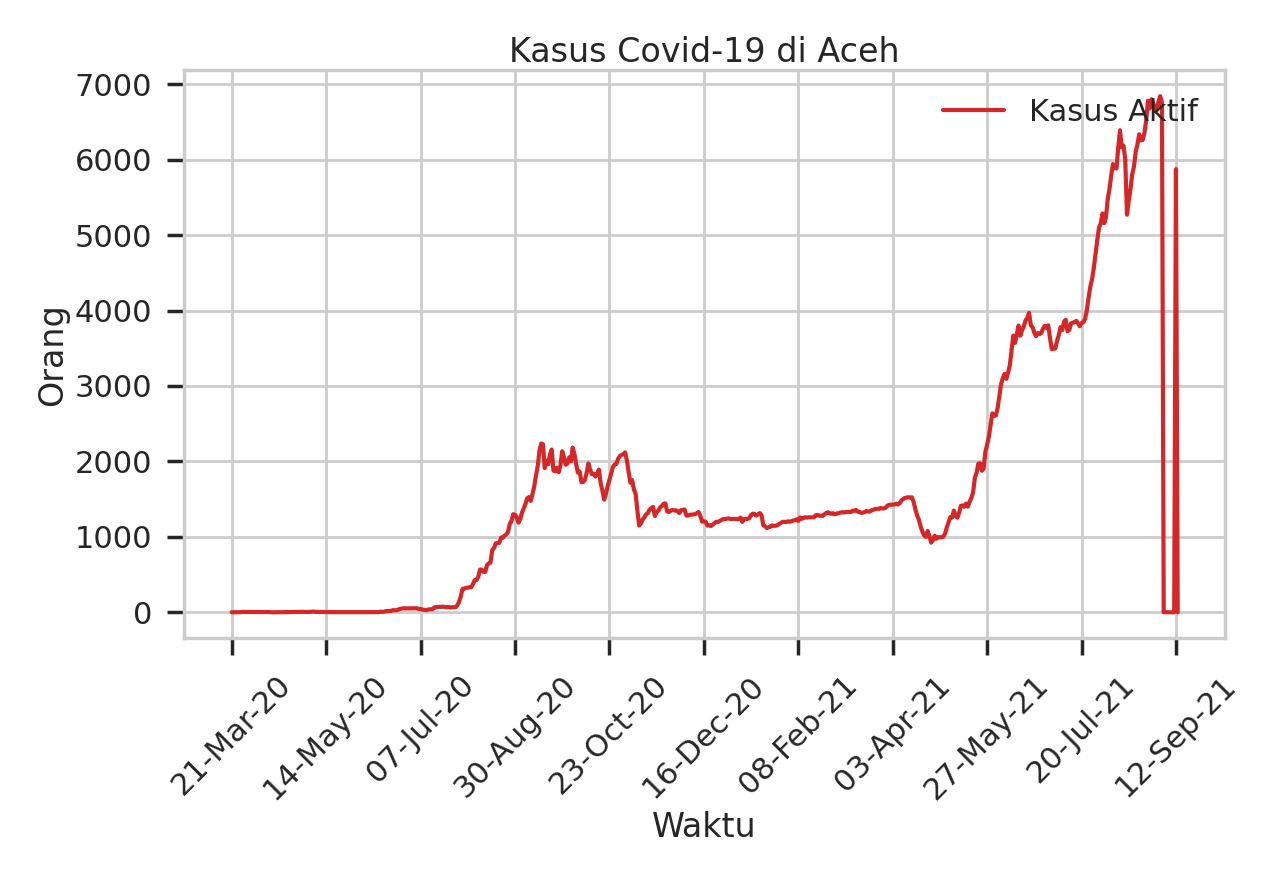 Kasus Covid-19 di Aceh
Kasus Aktif
7000
6000
5000
4000
3000
2000
1000
0
Orang
21-Mar-20
14-May-20
07-Jul-20
30-Aug-20
23-Oct-20
16-Dec-20
08-Feb-21
03-Apr-21
27-May-21
20-Jul-21
12-Sep-21
Waktu